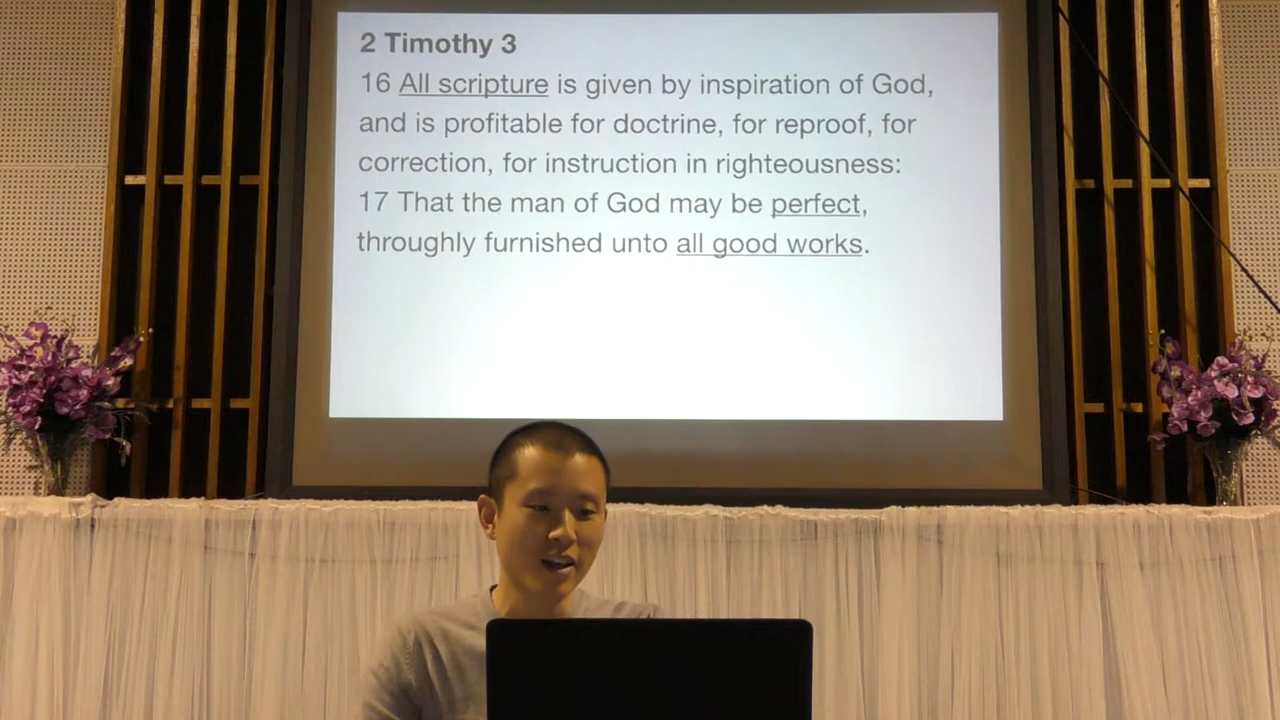 2 Timothy 3
16 All scripture is given by inspiration of God,
and is profitable for doctrine, for reproof, for
correction, for instruction in righteousness:
17 That the man of God may be perfect,
throughly furnished unto all good works.